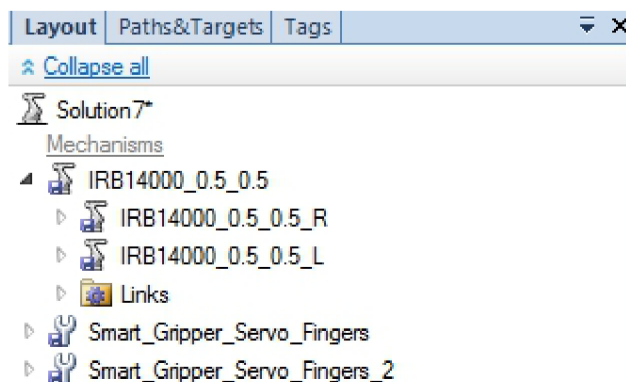 Layout Paths&Targets Tags
Collapse all
Solution7*
Mechanisms
IRB14000_0.5_0.5
IRB14000_0.5_0.5_R
IRB14000_0.5_0.5_L
Links
Smart_Gripper_Servo_Fingers
Smart_Gripper_Servo_Fingers_2